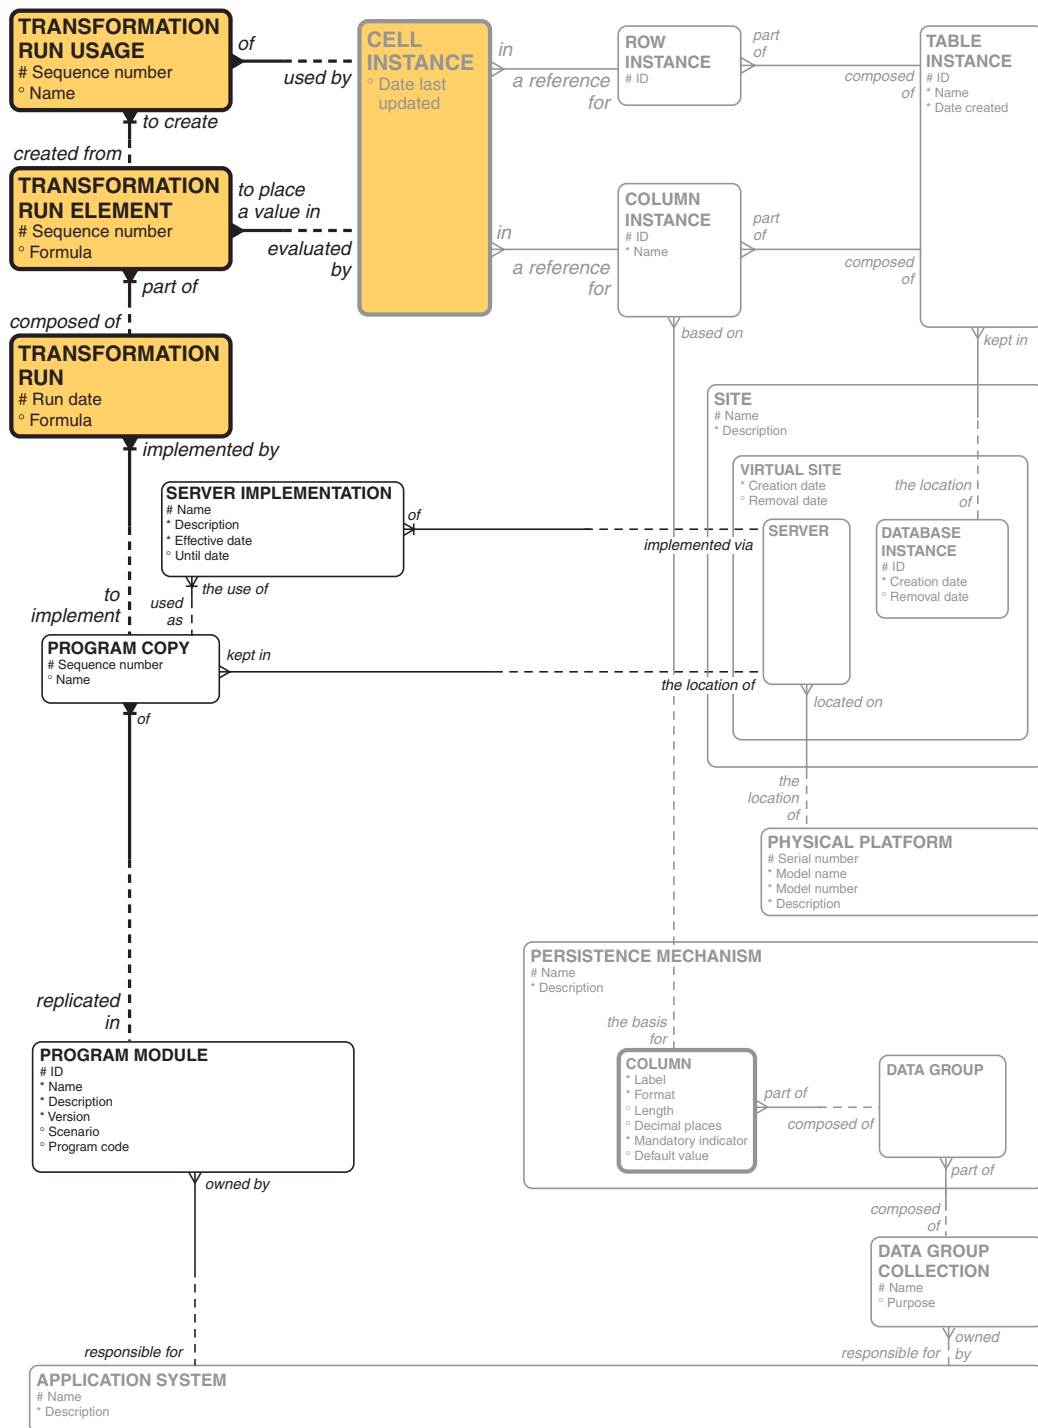 TRANSFORMATION
RUN USAGE
# Sequence number
° Name
of
used by
CELL
INSTANCE
° Date last
updated
in
a reference
for
ROW
INSTANCE
# ID
part
of
composed
of
TABLE
INSTANCE
# ID
* Name
* Date created
to create
created from
TRANSFORMATION
RUN ELEMENT
# Sequence number
° Formula
to place
a value in
evaluated
by
in
a reference
for
COLUMN
INSTANCE
# ID
* Name
part
of
composed
of
part of
composed of
based on
kept in
TRANSFORMATION
RUN
# Run date
° Formula
implemented by
SITE
# Name
* Description
VIRTUAL SITE
* Creation date
° Removal date
the location
of
SERVER IMPLEMENTATION
# Name
* Description
* Effective date
° Until date
of
implemented via
SERVER
DATABASE
INSTANCE
# ID
* Creation date
° Removal date
to
implement
the use of
used
as
PROGRAM COPY
# Sequence number
° Name
kept in
the location of
located on
of
the
location
of
PHYSICAL PLATFORM
# Serial number
* Model name
* Model number
* Description
PERSISTENCE MECHANISM
# Name
* Description
replicated
in
the basis
for
PROGRAM MODULE
# ID
* Name
* Description
* Version
° Scenario
° Program code
COLUMN
* Label
* Format
° Length
° Decimal places
* Mandatory indicator
° Default value
part of
composed of
DATA GROUP
owned by
part of
composed
of
DATA GROUP
COLLECTION
# Name
° Purpose
owned
by
responsible for
responsible for
APPLICATION SYSTEM
# Name
* Description